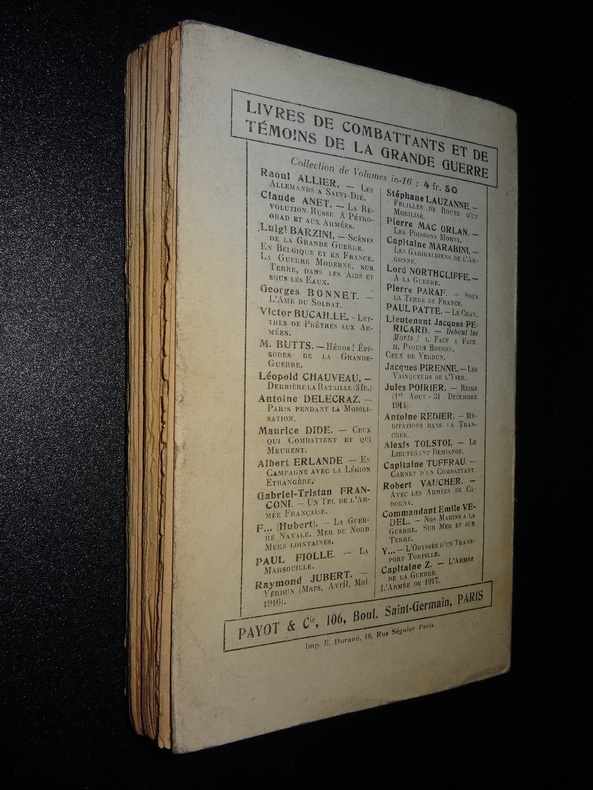 LIVRES DE COMBATTANTS ET DE
TÉMOINS DE LA GRANDE GUERRE
Collection de Volumes in-16 : 4 fr. 50
Raoul ALLIER. — LES
ALLEMANDS A SAINT-DIÉ.
Claude ANET. — LA RÉ-
VOLUTION RUSSE A PÉTRO-
GRAD ET AUX ARMÉES.
Luigi BARZINI. — SCÈNES
DE LA GRANDE GUERRE.
EN BELGIQUE ET EN FRANCE.
LA GUERRE MODERNE, SUR
TERRE, DANS LES AIRS ET
SOUS LES EAUX.
Georges BONNET. —
L'AME DU SOLDAT.
Victor BUCAILLE. - LET-
TRES DE PRÊTRES AUX AR-
MÉES.
M. BUTTS. — HÉROS ! ÉPI-
SODES DE LA GRANDE-
GUERRE.
Léopold CHAUVEAU. —
DERRIÈRE LA BATAILLE (3 fr.)
Antoine DELECRAZ. —
PARIS PENDANT LA MOBILI-
SATION.
Maurice DIDE. — CEUX
QUI COMBATTENT ET QUI
MEURENT.
Albert ERLANDE — EN
CAMPAGNE AVEC LA LÉGION
ÉTRANGÈRE.
Gabriel-Tristan FRAN-
CONI. — UN TEL DE L'AR-
MÉE FRANÇAISE.
F... (Hubert). — LA GUER-
RE NAVALE. MER DU NORD
MERS LOINTAINES.
PAUL FIOLLE. — LA
MARSOUILLE.
Raymond JUBERT. —
VERDUN (Mars, Avril, Mai
1916).
Stéphane LAUZANNE. —
FEUILLES DE ROUTE D'UN
MOBILISÉ.
Pierre MAC ORLAN. —
LES POISSONS MORTS.
Capitaine MARABINI. —
LES GARIBALDIENS DE L'AR-
GONNE.
Lord NORTHCLIFFE. —
A LA GUERRE.
Pierre PARAF. — SOUS
LA TERRE DE FRANCE.
PAUL PATTE. — LE CRAN.
Lieutenant Jacques PÉ-
RICARD. — Debout les
Morts ! I. FACE A FACE
II. PAQUES ROUGES.
CEUX DE VERDUN.
Jacques PIRENNE. — LES
VAINQUEURS DE L'YSER.
Jules POIRIER. — REIMS
(1er AOUT - 31 DÉCEMBRE
1914).
Antoine REDIER. — MÉ-
DITATIONS DANS LA TRAN-
CHÉE.
Alexis TOLSTOI. — LE
LIEUTENANT DEMIANOF.
Capitaine TUFFRAU. —
CARNET D'UN COMBATTANT.
Robert VAUCHER. —
AVEC LES ARMÉES DE CA-
DORNA.
Commandant Emile VE-
DEL. — NOS MARINS A LA
GUERRE. SUR MER ET SUR
TERRE.
Y... — L'ODYSSÉE D'UN TRANS-
PORT TORPILLÉ.
Capitaine Z. — L'ARMÉE
DE LA GUERRE.
L'ARMÉE DE 1917.
PAYOT & Cie, 106, Boul. Saint-Germain, PARIS
Imp. E. Durand, 18, Rue Séguier Paris